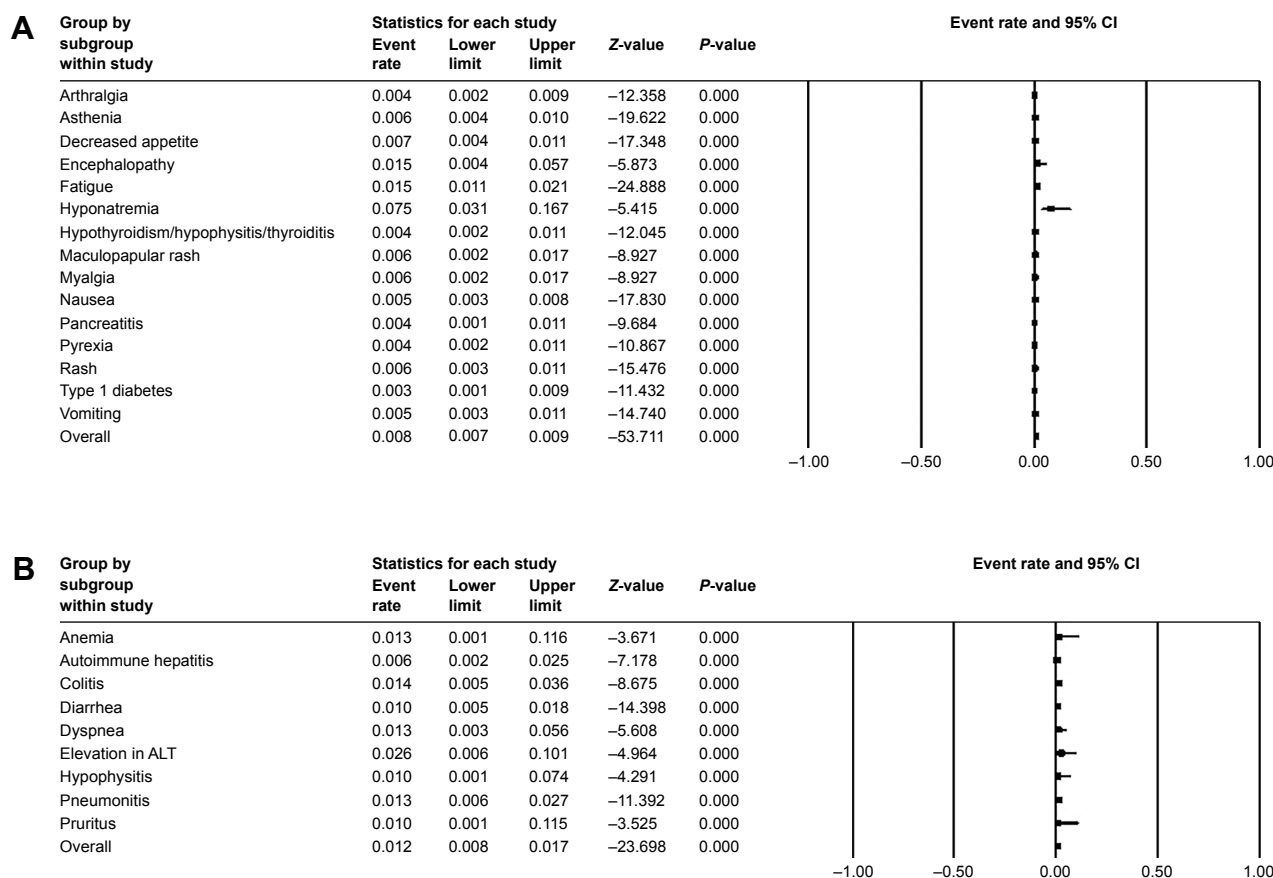 A
Group by subgroup within study
Statistics for each study
Event rate and 95% CI
Event rate
Lower limit
Upper limit
Z-value
P-value
Arthralgia 0.004 0.002 0.009 –12.358 0.000
Asthenia 0.006 0.004 0.010 –19.622 0.000
Decreased appetite 0.007 0.004 0.011 –17.348 0.000
Encephalopathy 0.015 0.004 0.057 –5.873 0.000
Fatigue 0.015 0.011 0.021 –24.888 0.000
Hyponatremia 0.075 0.031 0.167 –5.415 0.000
Hypothyroidism/hypophysitis/thyroiditis 0.004 0.002 0.011 –12.045 0.000
Maculopapular rash 0.006 0.002 0.017 –8.927 0.000
Myalgia 0.006 0.002 0.017 –8.927 0.000
Nausea 0.005 0.003 0.008 –17.830 0.000
Pancreatitis 0.004 0.001 0.011 –9.684 0.000
Pyrexia 0.004 0.002 0.011 –10.867 0.000
Rash 0.006 0.003 0.011 –15.476 0.000
Type 1 diabetes 0.003 0.001 0.009 –11.432 0.000
Vomiting 0.005 0.003 0.011 –14.740 0.000
Overall 0.008 0.007 0.009 –53.711 0.000
–1.00 –0.50 0.00 0.50 1.00
B
Group by subgroup within study
Statistics for each study
Event rate and 95% CI
Event rate
Lower limit
Upper limit
Z-value
P-value
Anemia 0.013 0.001 0.116 –3.671 0.000
Autoimmune hepatitis 0.006 0.002 0.025 –7.178 0.000
Colitis 0.014 0.005 0.036 –8.675 0.000
Diarrhea 0.010 0.005 0.018 –14.398 0.000
Dyspnea 0.013 0.003 0.056 –5.608 0.000
Elevation in ALT 0.026 0.006 0.101 –4.964 0.000
Hypophysitis 0.010 0.001 0.074 –4.291 0.000
Pneumonitis 0.013 0.006 0.027 –11.392 0.000
Pruritus 0.010 0.001 0.115 –3.525 0.000
Overall 0.012 0.008 0.017 –23.698 0.000
–1.00 –0.50 0.00 0.50 1.00